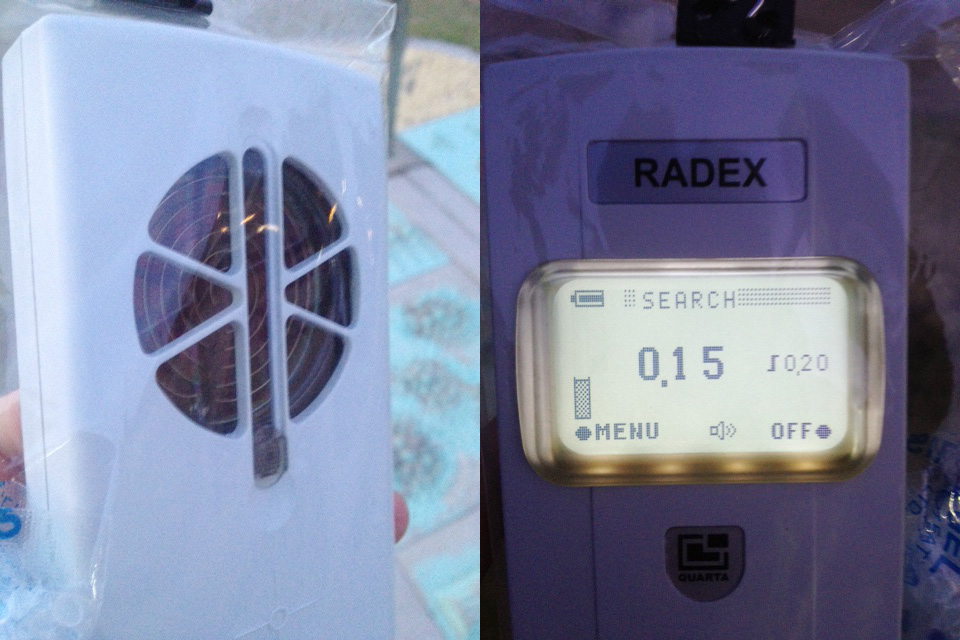 RADEX
SEARCH
0,15
0,20
MENU
OFF
QUARTA